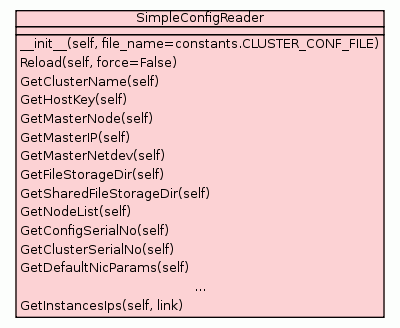 SimpleConfigReader
__init__(self, file_name=constants.CLUSTER_CONF_FILE)
Reload(self, force=False)
GetClusterName(self)
GetHostKey(self)
GetMasterNode(self)
GetMasterIP(self)
GetMasterNetdev(self)
GetFileStorageDir(self)
GetSharedFileStorageDir(self)
GetNodeList(self)
GetConfigSerialNo(self)
GetClusterSerialNo(self)
GetDefaultNicParams(self)
...
GetInstancesIps(self, link)